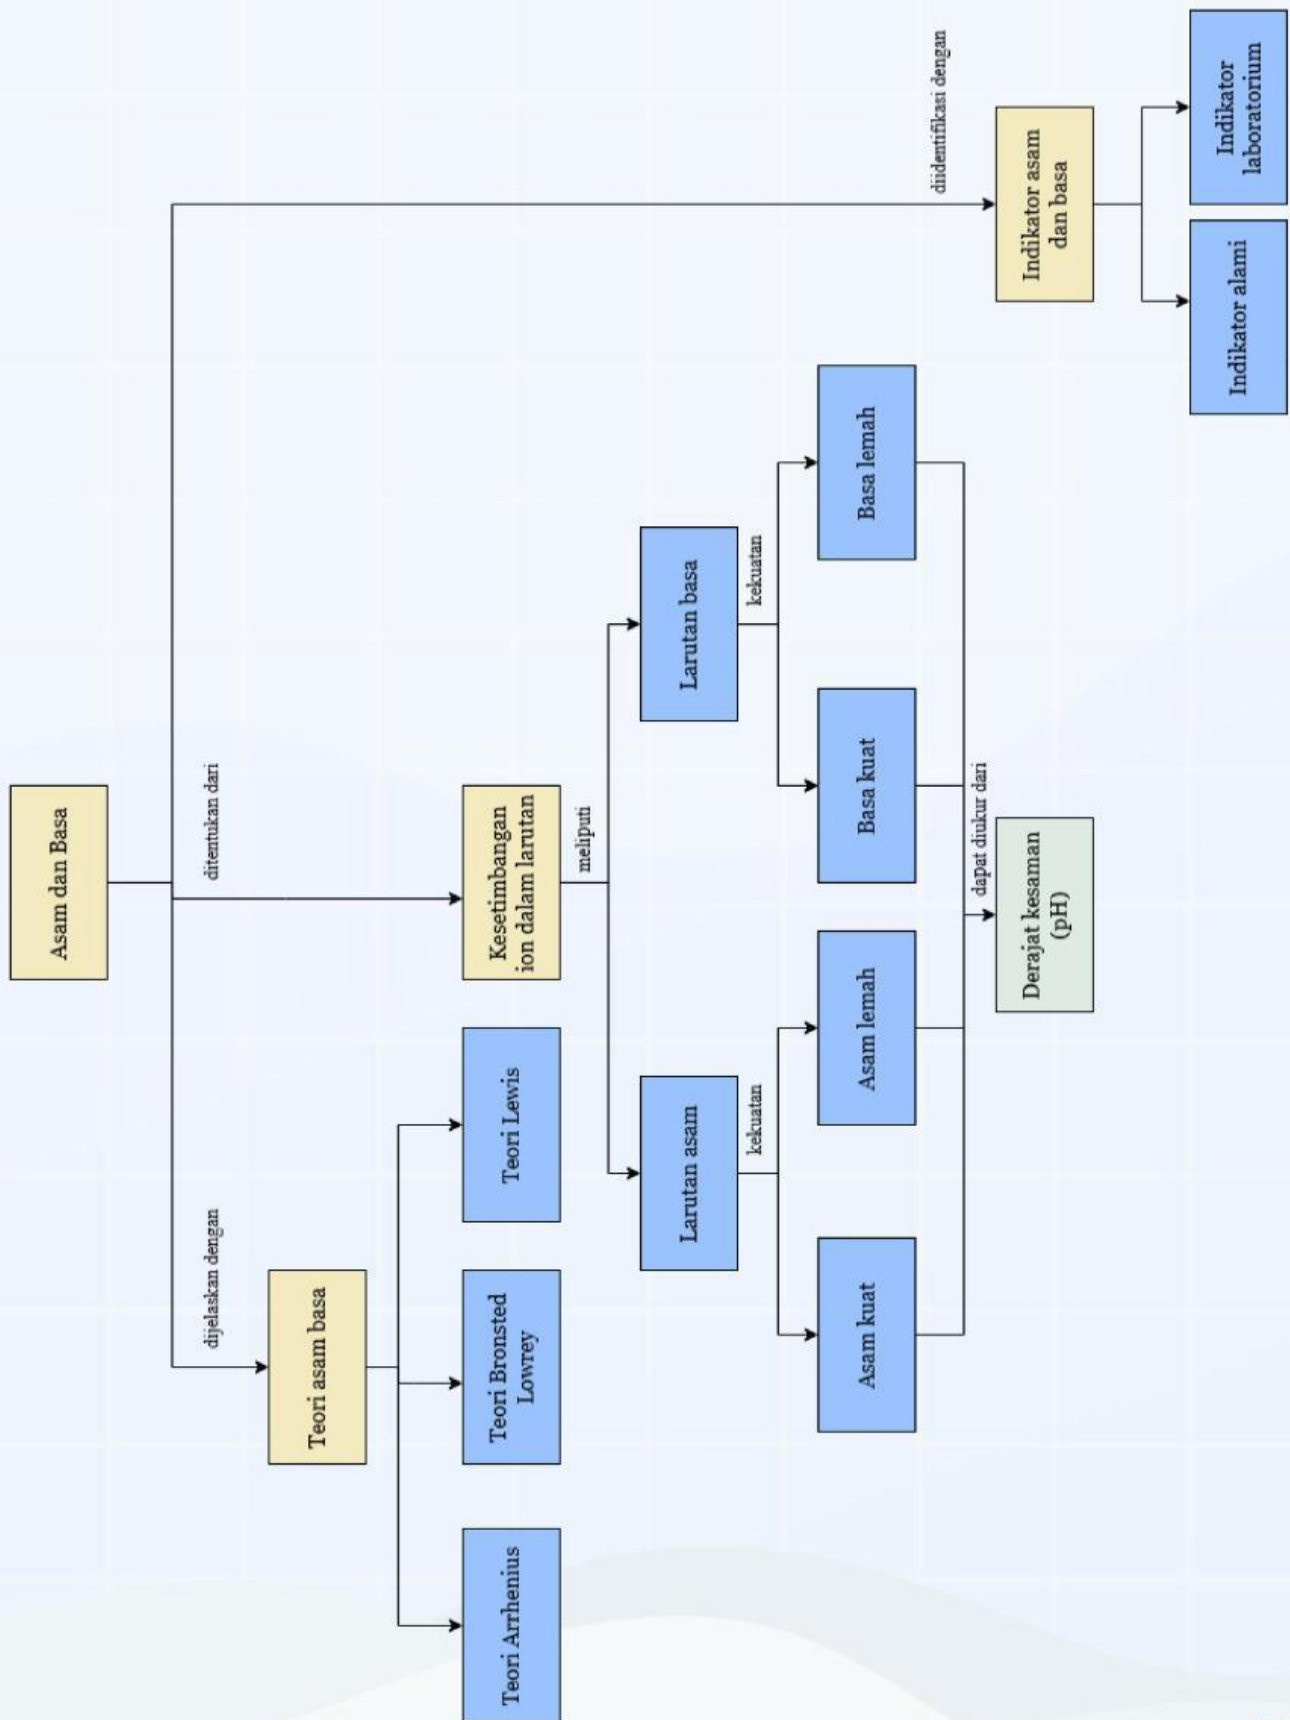 Asam dan Basa
dijelaskan dengan
ditentukan dari
diidentifikasi dengan
Teori asam basa
Teori Arrhenius
Teori Bronsted
Lowrey
Teori Lewis
Kesetimbangan
ion dalam larutan
meliputi
Larutan asam
Larutan basa
kekuatan
kekuatan
Asam kuat
Asam lemah
Basa kuat
Basa lemah
dapat diukur dari
Derajat kesaman
(pH)
Indikator asam
dan basa
Indikator alami
Indikator
laboratorium